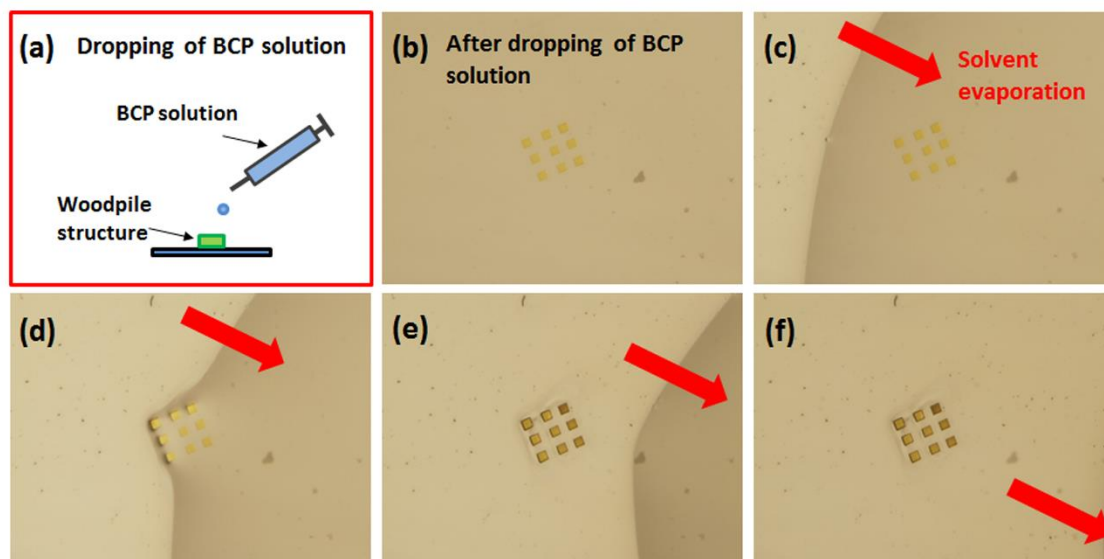 (a) Dropping of BCP solution
BCP solution
Woodpile
structure
(b) After dropping of BCP
solution
(c)
Solvent
evaporation
(d)
(e)
(f)